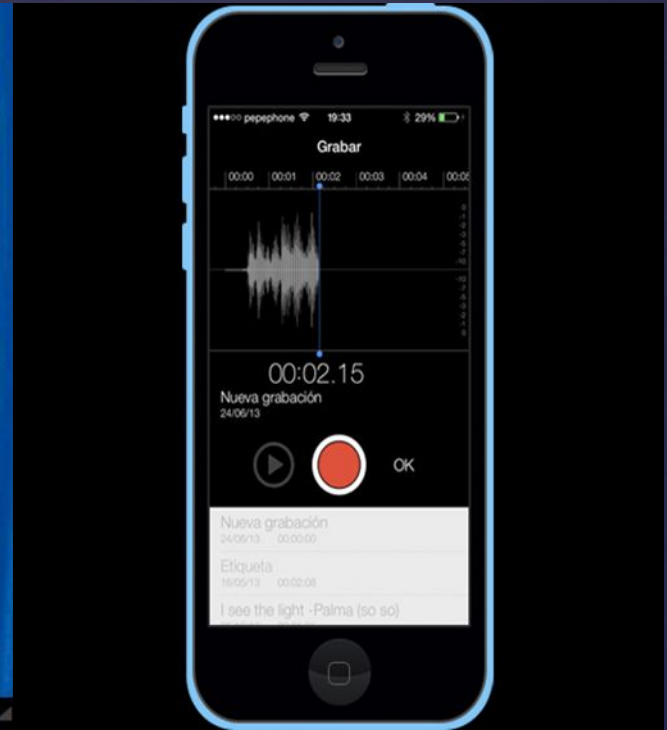 pepephone 19:33 29%
Grabar
00:00 00:01 00:02 00:03 00:04 00:05
00:02.15
Nueva grabación
24/06/13
OK
Nueva grabación
24/06/13 00:00:00
Etiqueta
16/05/13 00:02:08
I see the light -Palma (so so)